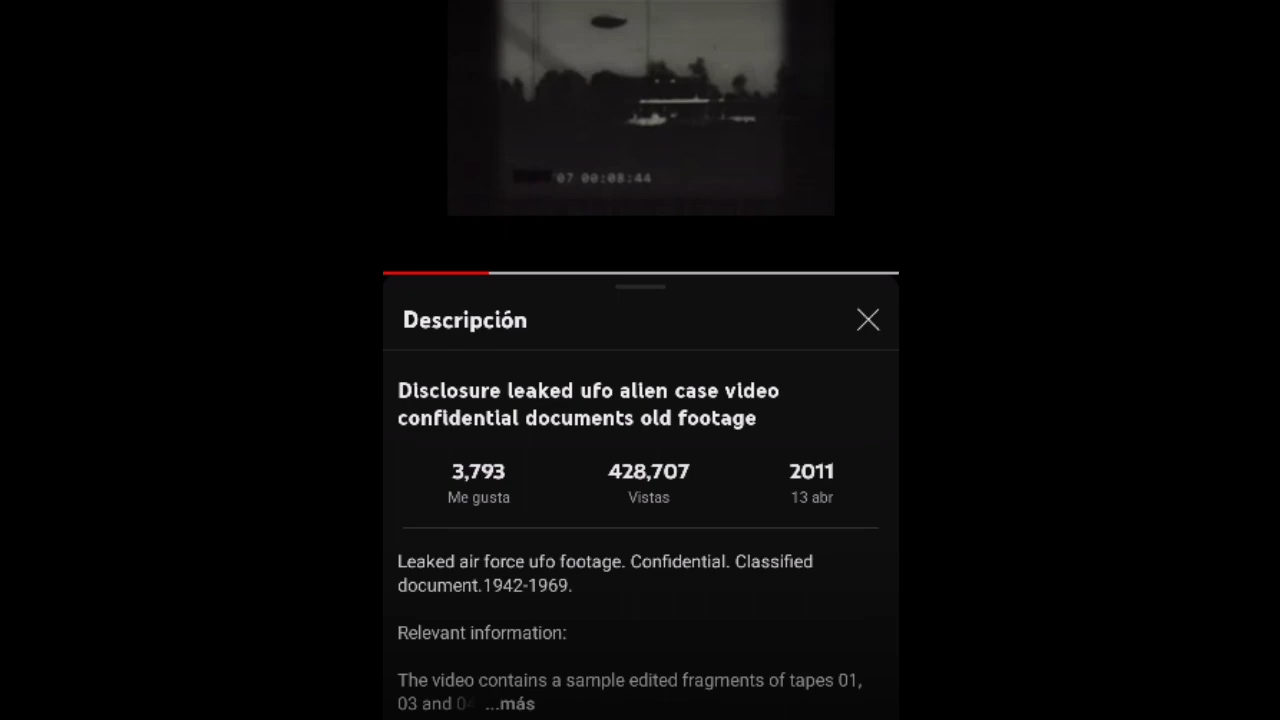 07 00:08:44
Descripción
Disclosure leaked ufo alien case video
confidential documents old footage
3,793 428,707 2011
Me gusta Vistas 13 abr
Leaked air force ufo footage. Confidential. Classified
document.1942-1969.
Relevant information:
The video contains a sample edited fragments of tapes 01,
03 and 04 ...más